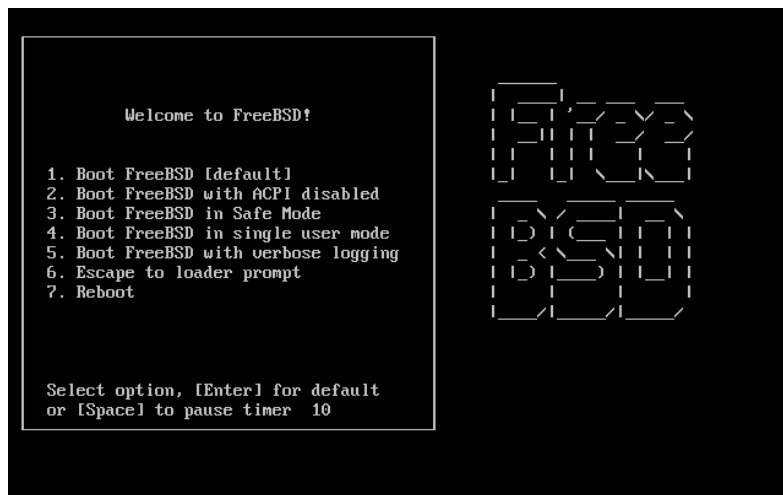 Welcome to FreeBSD!
1. Boot FreeBSD [default]
2. Boot FreeBSD with ACPI disabled
3. Boot FreeBSD in Safe Mode
4. Boot FreeBSD in single user mode
5. Boot FreeBSD with verbose logging
6. Escape to loader prompt
7. Reboot
Select option, [Enter] for default
or [Space] to pause timer  10
Free
BSD